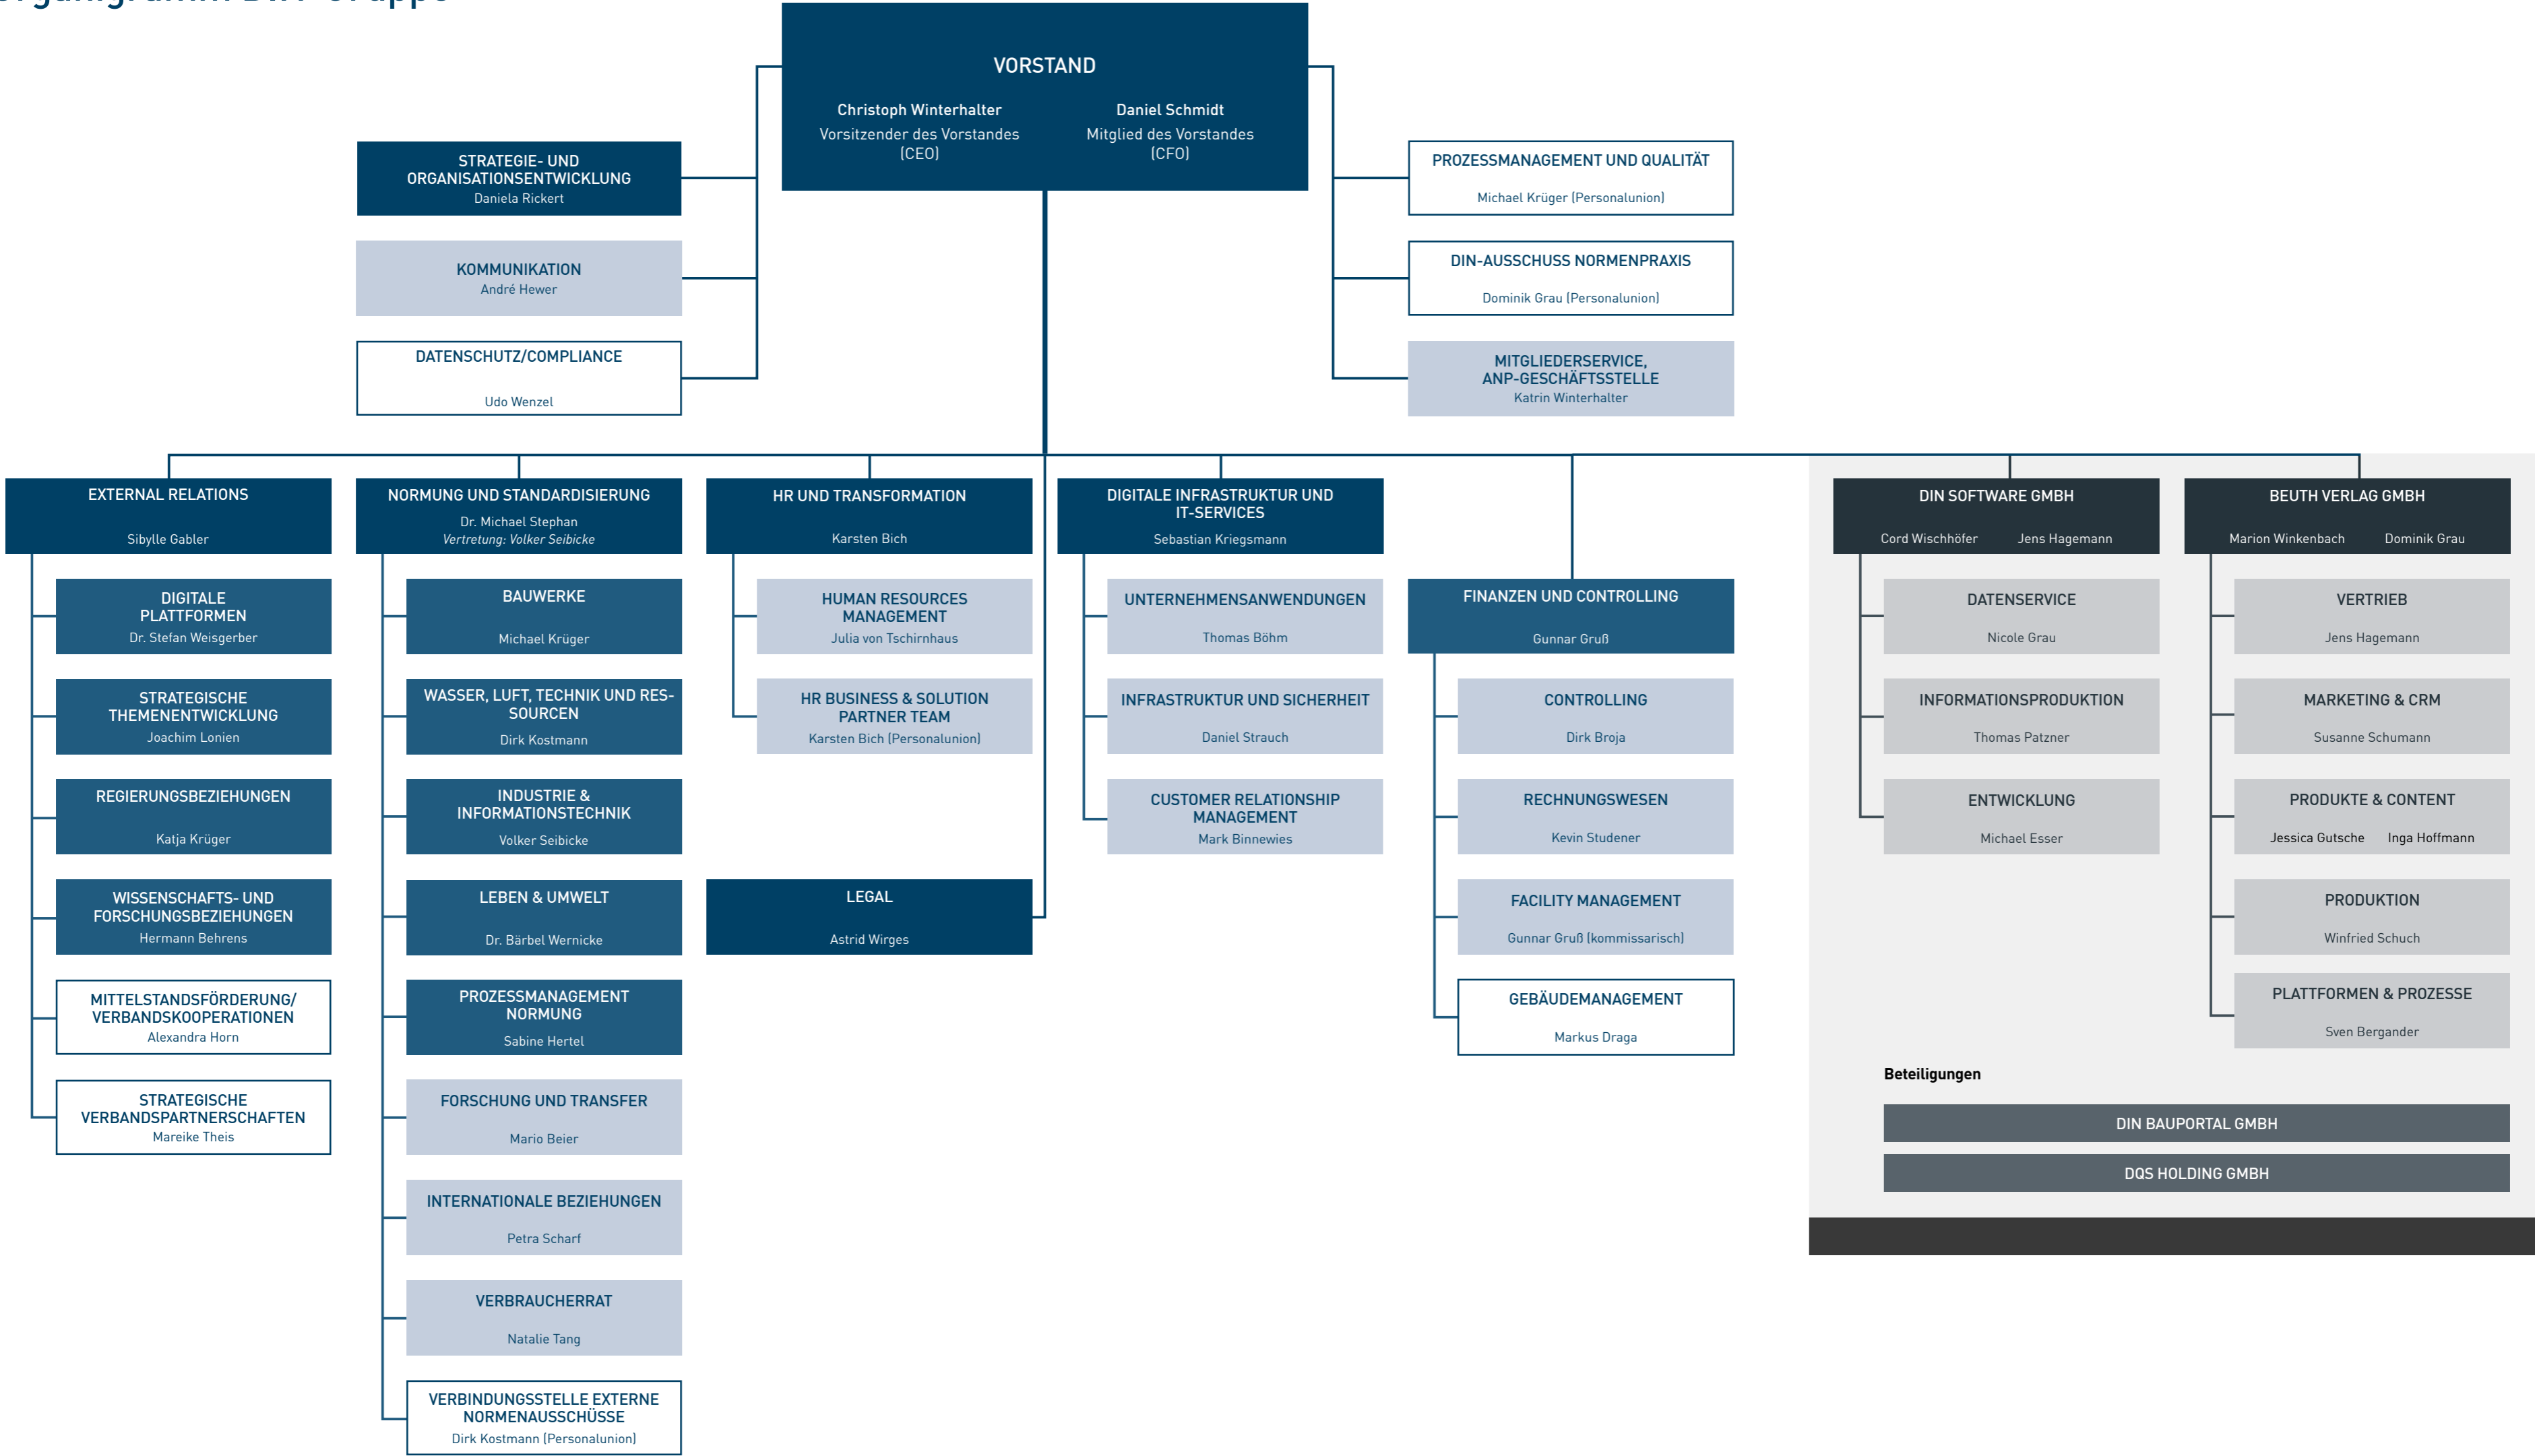 VORSTAND
Christoph Winterhalter
Vorsitzender des Vorstandes
(CEO)
Daniel Schmidt
Mitglied des Vorstandes
(CFO)
STRATEGIE- UND
ORGANISATIONSENTWICKLUNG
Daniela Rickert
KOMMUNIKATION
André Hewer
DATENSCHUTZ/COMPLIANCE
Udo Wenzel
PROZESSMANAGEMENT UND QUALITÄT
Michael Krüger (Personalunion)
DIN-AUSSCHUSS NORMENPRAXIS
Dominik Grau (Personalunion)
MITGLIEDERSERVICE,
ANP-GESCHÄFTSSTELLE
Katrin Winterhalter
EXTERNAL RELATIONS
Sibylle Gabler
DIGITALE
PLATTFORMEN
Dr. Stefan Weisgerber
STRATEGISCHE
THEMENENTWICKLUNG
Joachim Lonien
REGIERUNGSBEZIEHUNGEN
Katja Krüger
WISSENSCHAFTS- UND
FORSCHUNGSBEZIEHUNGEN
Hermann Behrens
MITTELSTANDSFÖRDERUNG/
VERBANDSKOOPERATIONEN
Alexandra Horn
STRATEGISCHE
VERBANDSPARTNERSCHAFTEN
Mareike Theis
NORMUNG UND STANDARDISIERUNG
Dr. Michael Stephan
Vertretung: Volker Seibicke
BAUWERKE
Michael Krüger
WASSER, LUFT, TECHNIK UND RES-
SOURCEN
Dirk Kostmann
INDUSTRIE &
INFORMATIONSTECHNIK
Volker Seibicke
LEBEN & UMWELT
Dr. Bärbel Wernicke
PROZESSMANAGEMENT
NORMUNG
Sabine Hertel
FORSCHUNG UND TRANSFER
Mario Beier
INTERNATIONALE BEZIEHUNGEN
Petra Scharf
VERBRAUCHERRAT
Natalie Tang
VERBINDUNGSSTELLE EXTERNE
NORMENAUSSCHÜSSE
Dirk Kostmann (Personalunion)
HR UND TRANSFORMATION
Karsten Bich
HUMAN RESOURCES
MANAGEMENT
Julia von Tschirnhaus
HR BUSINESS & SOLUTION
PARTNER TEAM
Karsten Bich (Personalunion)
LEGAL
Astrid Wirges
DIGITALE INFRASTRUKTUR UND
IT-SERVICES
Sebastian Kriegsmann
UNTERNEHMENSANWENDUNGEN
Thomas Böhm
INFRASTRUKTUR UND SICHERHEIT
Daniel Strauch
CUSTOMER RELATIONSHIP
MANAGEMENT
Mark Binnewies
FINANZEN UND CONTROLLING
Gunnar Gruß
CONTROLLING
Dirk Broja
RECHNUNGSWESEN
Kevin Studener
FACILITY MANAGEMENT
Gunnar Gruß (kommissarisch)
GEBÄUDEMANAGEMENT
Markus Draga
DIN SOFTWARE GMBH
Cord Wischhöfer Jens Hagemann
DATENSERVICE
Nicole Grau
INFORMATIONSPRODUKTION
Thomas Patzner
ENTWICKLUNG
Michael Esser
BEUTH VERLAG GMBH
Marion Winkenbach Dominik Grau
VERTRIEB
Jens Hagemann
MARKETING & CRM
Susanne Schumann
PRODUKTE & CONTENT
Jessica Gutsche Inga Hoffmann
PRODUKTION
Winfried Schuch
PLATTFORMEN & PROZESSE
Sven Bergander
Beteiligungen
DIN BAUPORTAL GMBH
DQS HOLDING GMBH